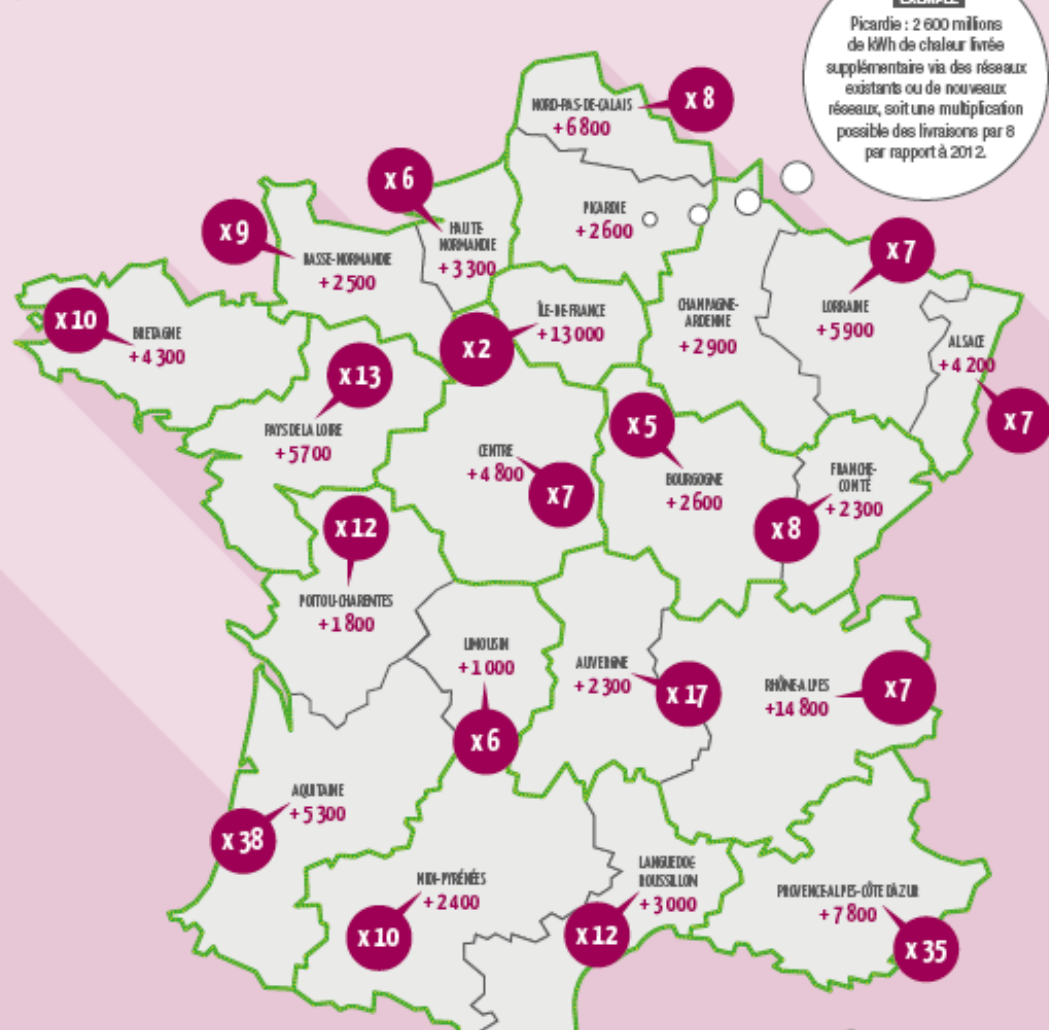 EXEMPLE
Picardie : 2 600 millions
de kWh de chaleur livrée
supplémentaire via des réseaux
existants ou de nouveaux
réseaux, soit une multiplication
possible des livraisons par 8
par rapport à 2012.
NORD-PAS-DE-CALAIS
+6 800
x 8
x 6
HAUTE-
NORMANDIE
+3 300
PICARDIE
+2 600
x 9
BASSE-NORMANDIE
+2 500
x 7
LORRAINE
+5 900
CHAMPAGNE-
ARDENNE
+2 900
ÎLE-DE-FRANCE
+13 000
x 2
x 10
BRETAGNE
+4 300
ALSACE
+4 200
x 7
x 13
PAYS DE LA LOIRE
+5 700
x 5
BOURGOGNE
+2 600
CENTRE
+4 800
x 7
FRANCHE-
COMTÉ
+2 300
x 8
x 12
POITOU-CHARENTES
+1 800
LIMOUSIN
+1 000
x 6
AUVERGNE
+2 300
x 17
RHÔNE-ALPES
+14 800
x 7
AQUITAINE
+5 300
x 38
MIDI-PYRÉNÉES
+2 400
x 10
LANGUEDOC
ROUSSILLON
+3 000
x 12
PROVENCE-ALPES-CÔTE D'AZUR
+7 800
x 35